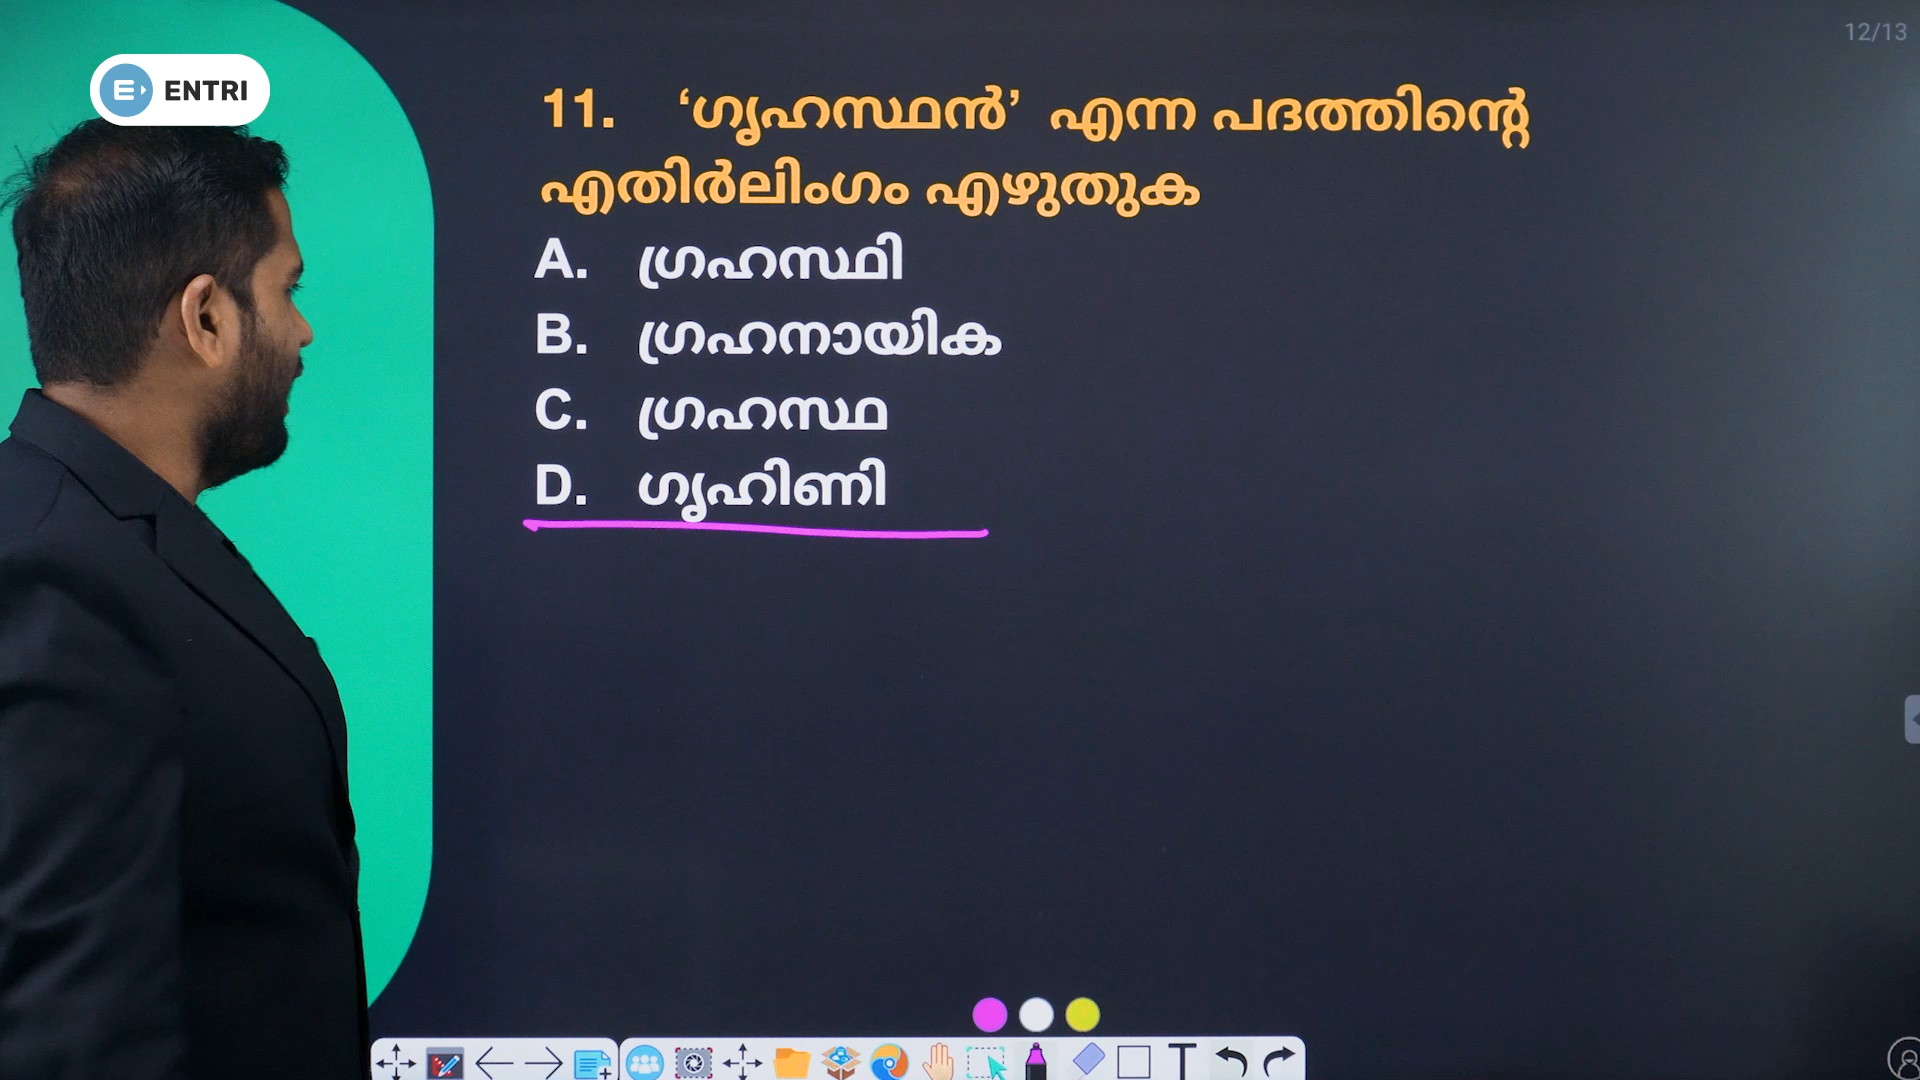 12/13
ENTRI
11. ‘ഗൃഹസ്ഥൻ’ എന്ന പദത്തിന്റെ
എതിർലിംഗം എഴുതുക
A. ഗ്രഹസ്ഥി
B. ഗ്രഹനായിക
C. ഗ്രഹസ്ഥ
D. ഗൃഹിണി